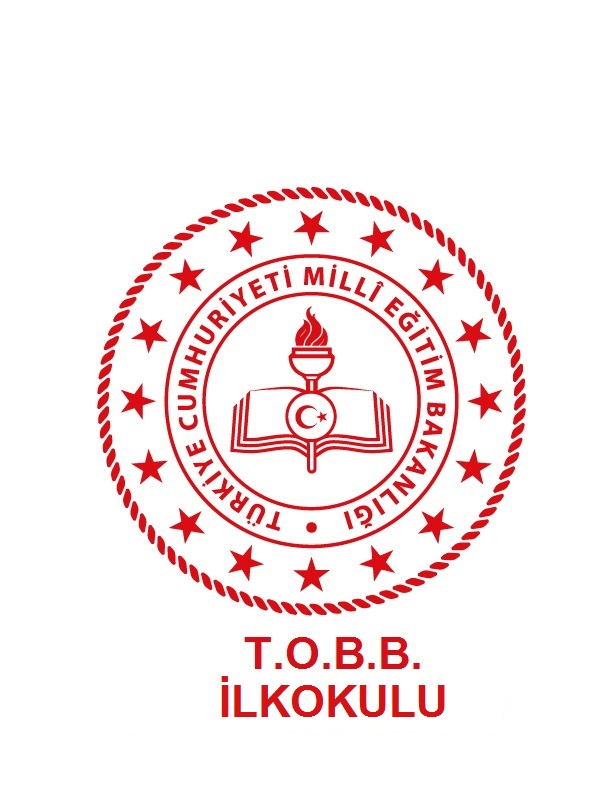 TÜRKİYE CUMHURİYETİ MİLLÎ EĞİTİM BAKANLIĞI
T.O.B.B.
İLKOKULU